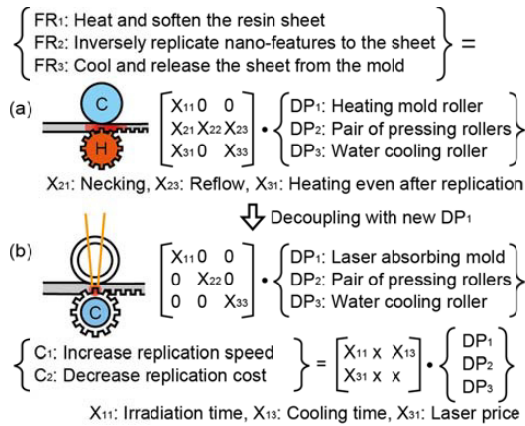 FR₁: Heat and soften the resin sheet
FR₂: Inversely replicate nano-features to the sheet
FR₃: Cool and release the sheet from the mold
=
(a)
C
H
X₁₁ 0 0
X₂₁ X₂₂ X₂₃
X₃₁ 0 X₃₃
•
DP₁: Heating mold roller
DP₂: Pair of pressing rollers
DP₃: Water cooling roller
X₂₁: Necking, X₂₃: Reflow, X₃₁: Heating even after replication
Decoupling with new DP₁
(b)
C
X₁₁ 0 0
0 X₂₂ 0
0 0 X₃₃
•
DP₁: Laser absorbing mold
DP₂: Pair of pressing rollers
DP₃: Water cooling roller
C₁: Increase replication speed
C₂: Decrease replication cost
=
X₁₁ x X₁₃
X₃₁ x x
•
DP₁
DP₂
DP₃
X₁₁: Irradiation time, X₁₃: Cooling time, X₃₁: Laser price